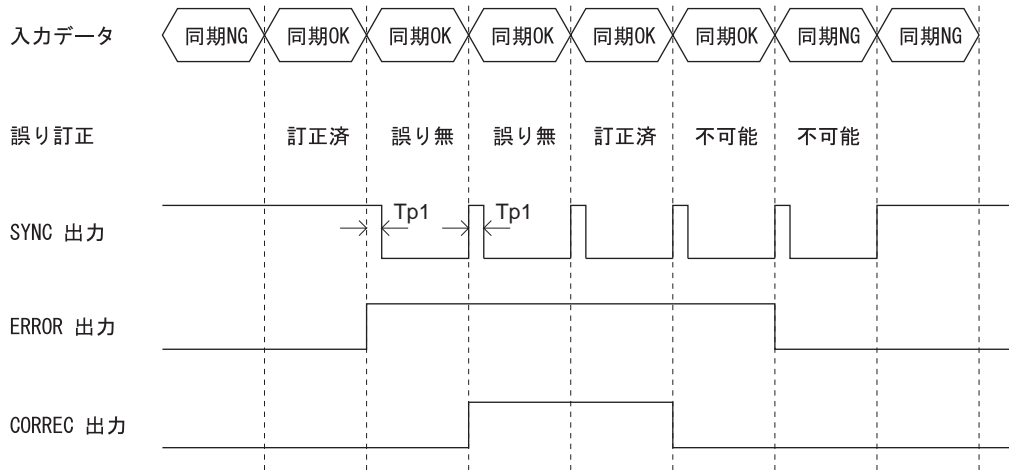 入力データ 同期NG 同期OK 同期OK 同期OK 同期OK 同期OK 同期NG 同期NG
誤り訂正 訂正済 誤り無 誤り無 訂正済 不可能 不可能
SYNC 出力 Tp1 Tp1
ERROR 出力
CORREC 出力